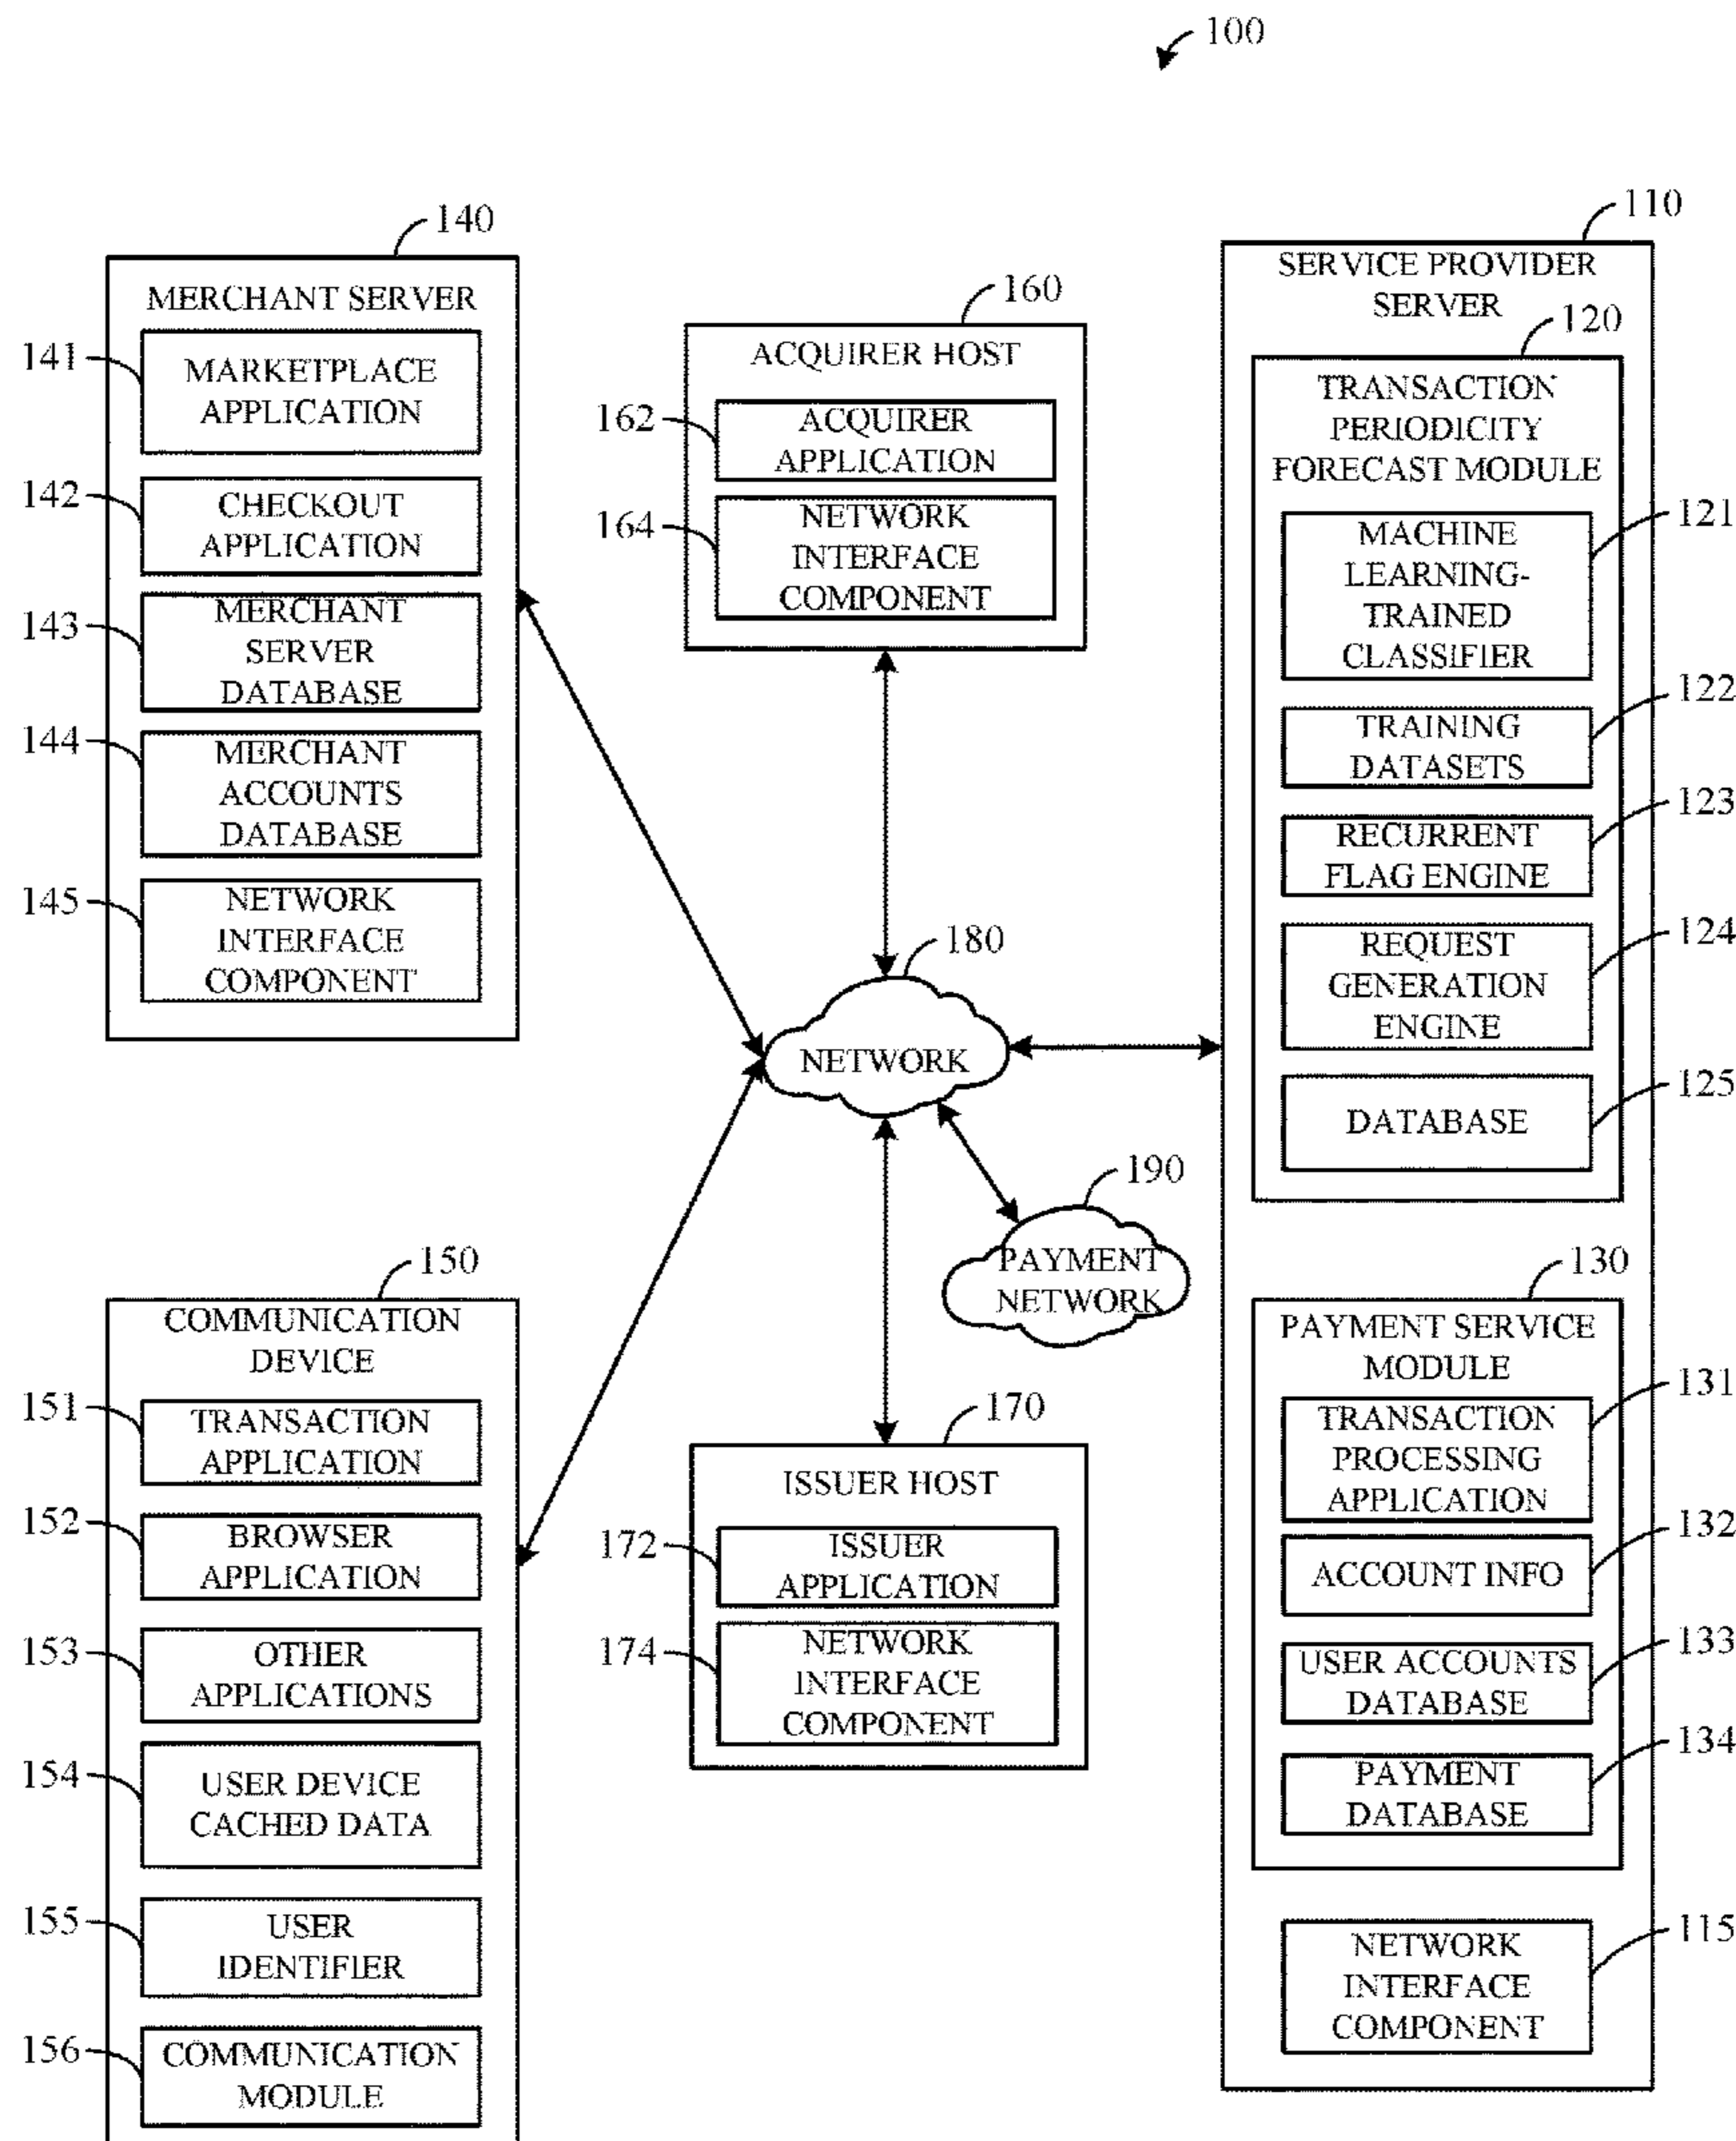 100
140
MERCHANT SERVER
141
MARKETPLACE
APPLICATION
142
CHECKOUT
APPLICATION
143
MERCHANT
SERVER
DATABASE
144
MERCHANT
ACCOUNTS
DATABASE
145
NETWORK
INTERFACE
COMPONENT
160
ACQUIRER HOST
162
ACQUIRER
APPLICATION
164
NETWORK
INTERFACE
COMPONENT
110
SERVICE PROVIDER
SERVER
120
TRANSACTION
PERIODICITY
FORECAST MODULE
121
MACHINE
LEARNING-
TRAINED
CLASSIFIER
122
TRAINING
DATASETS
123
RECURRENT
FLAG ENGINE
124
REQUEST
GENERATION
ENGINE
125
DATABASE
180
NETWORK
190
PAYMENT
NETWORK
150
COMMUNICATION
DEVICE
151
TRANSACTION
APPLICATION
152
BROWSER
APPLICATION
153
OTHER
APPLICATIONS
154
USER DEVICE
CACHED DATA
155
USER
IDENTIFIER
156
COMMUNICATION
MODULE
170
ISSUER HOST
172
ISSUER
APPLICATION
174
NETWORK
INTERFACE
COMPONENT
130
PAYMENT SERVICE
MODULE
131
TRANSACTION
PROCESSING
APPLICATION
132
ACCOUNT INFO
133
USER ACCOUNTS
DATABASE
134
PAYMENT
DATABASE
115
NETWORK
INTERFACE
COMPONENT